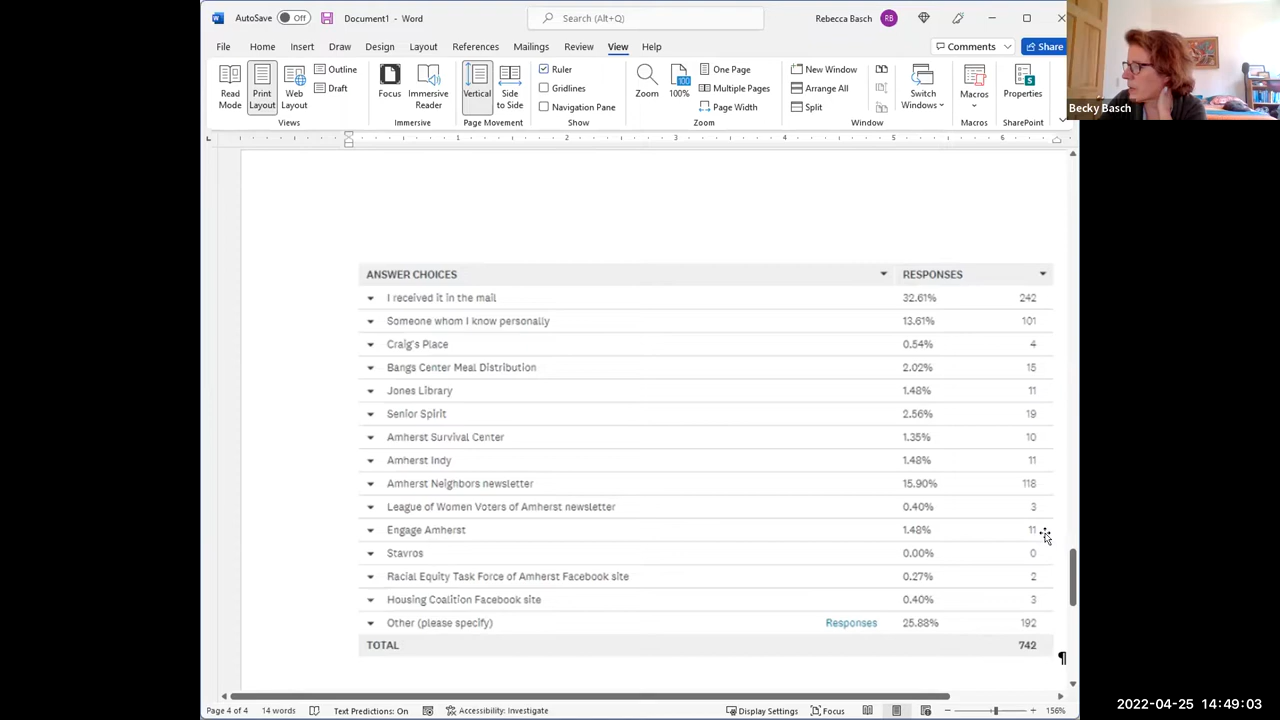 AutoSave Off Document1 - Word Search (Alt+Q) Rebecca Basch RB
File Home Insert Draw Design Layout References Mailings Review View Help Comments Share
Read Mode Print Layout Web Layout Outline Draft Views
Focus Immersive Reader Immersive
Vertical Side to Side Page Movement
Ruler Gridlines Navigation Pane Show
Zoom 100 100% One Page Multiple Pages Page Width Zoom
New Window Arrange All Split Switch Windows Window
Macros Macros
Properties SharePoint
Becky Basch
1 2 3 4 5 6
ANSWER CHOICES RESPONSES
I received it in the mail 32.61% 242
Someone whom I know personally 13.61% 101
Craig's Place 0.54% 4
Bangs Center Meal Distribution 2.02% 15
Jones Library 1.48% 11
Senior Spirit 2.56% 19
Amherst Survival Center 1.35% 10
Amherst Indy 1.48% 11
Amherst Neighbors newsletter 15.90% 118
League of Women Voters of Amherst newsletter 0.40% 3
Engage Amherst 1.48% 11
Stavros 0.00% 0
Racial Equity Task Force of Amherst Facebook site 0.27% 2
Housing Coalition Facebook site 0.40% 3
Other (please specify) Responses 25.88% 192
TOTAL 742
¶
Page 4 of 4 14 words Text Predictions: On Accessibility: Investigate Display Settings Focus 156%
2022-04-25 14:49:03